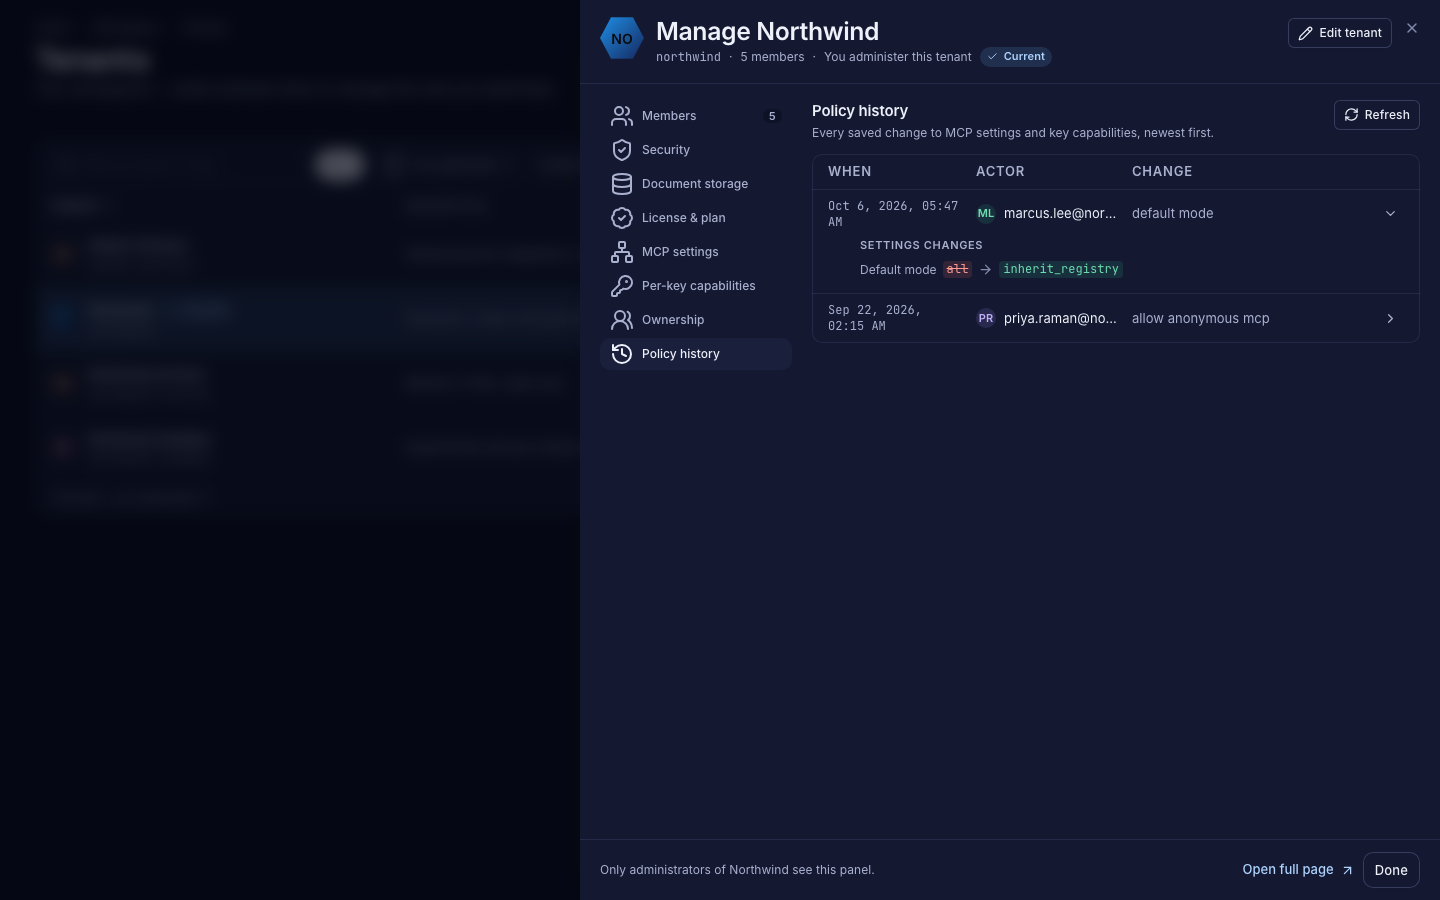 Tenants
NO
Manage Northwind
northwind · 5 members · You administer this tenant
Current
Edit tenant
Members 5
Security
Document storage
License & plan
MCP settings
Per-key capabilities
Ownership
Policy history
Policy history
Refresh
Every saved change to MCP settings and key capabilities, newest first.
WHEN ACTOR CHANGE
Oct 6, 2026, 05:47
AM
ML marcus.lee@nor... default mode
SETTINGS CHANGES
Default mode all → inherit_registry
Sep 22, 2026,
02:15 AM
PR priya.raman@no... allow anonymous mcp
Only administrators of Northwind see this panel.
Open full page
Done